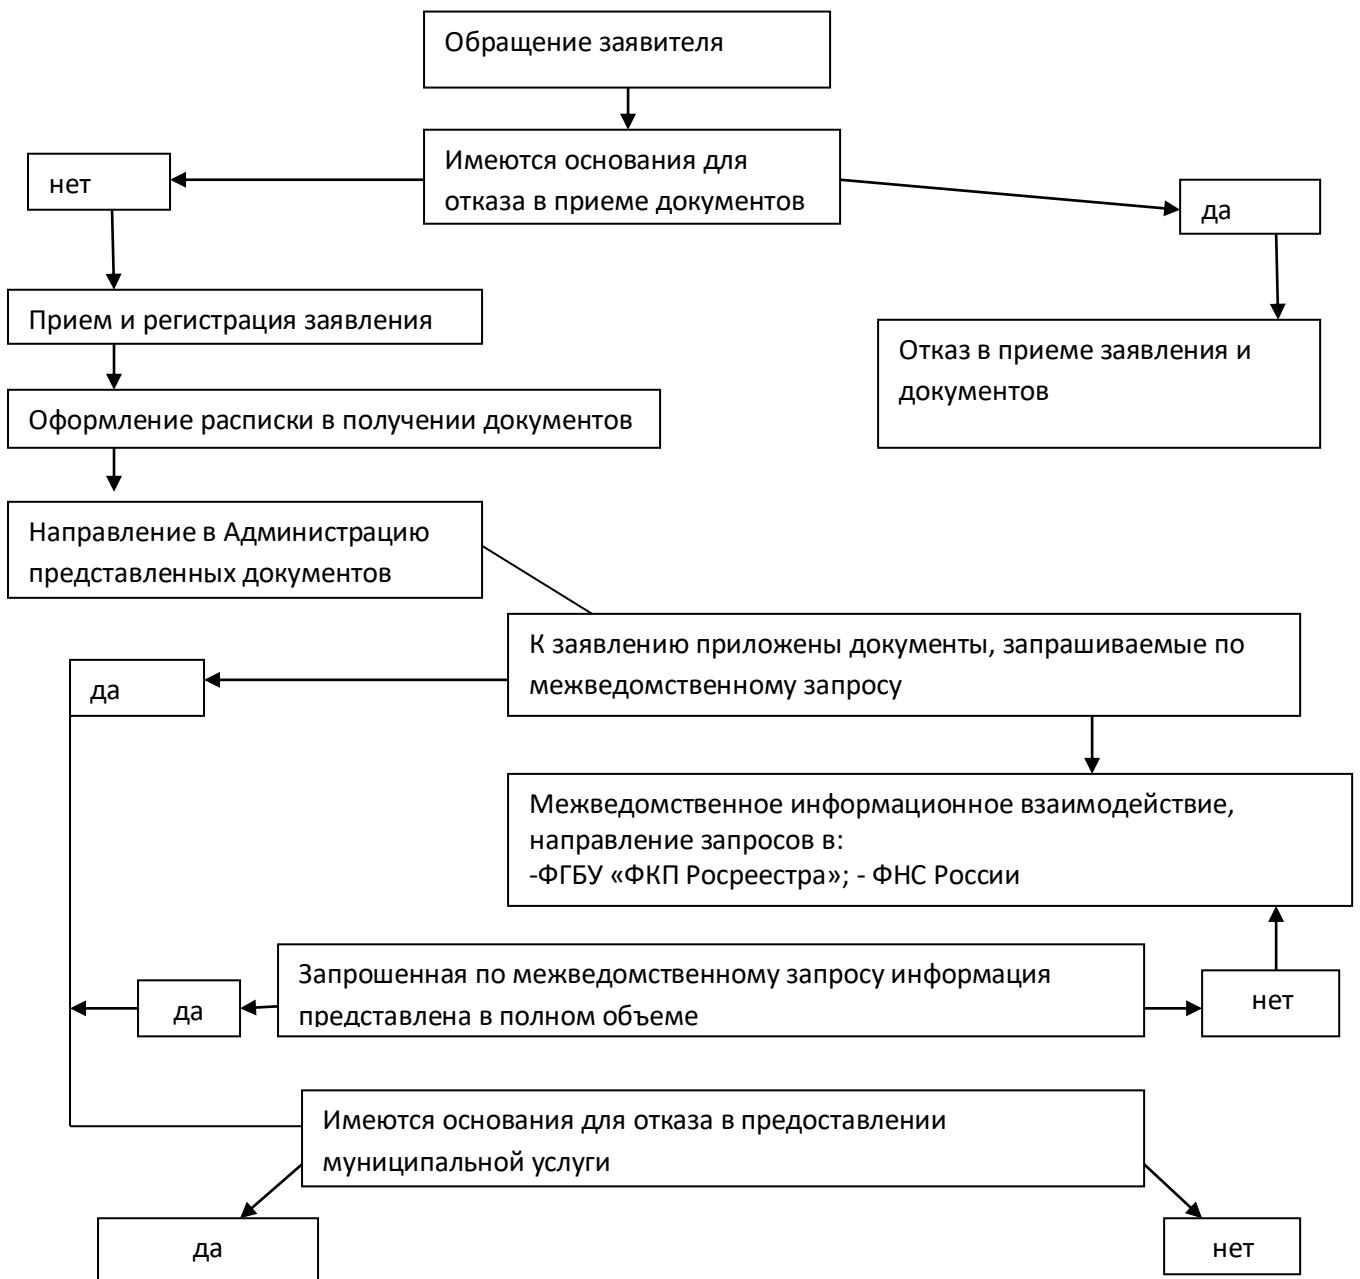 Обращение заявителя
Имеются основания для
отказа в приеме документов
нет
да
Прием и регистрация заявления
Отказ в приеме заявления и
документов
Оформление расписки в получении документов
Направление в Администрацию
представленных документов
К заявлению приложены документы, запрашиваемые по
межведомственному запросу
да
Межведомственное информационное взаимодействие,
направление запросов в:
-ФГБУ «ФКП Росреестра»; - ФНС России
Запрошенная по межведомственному запросу информация
представлена в полном объеме
да
нет
Имеются основания для отказа в предоставлении
муниципальной услуги
да
нет